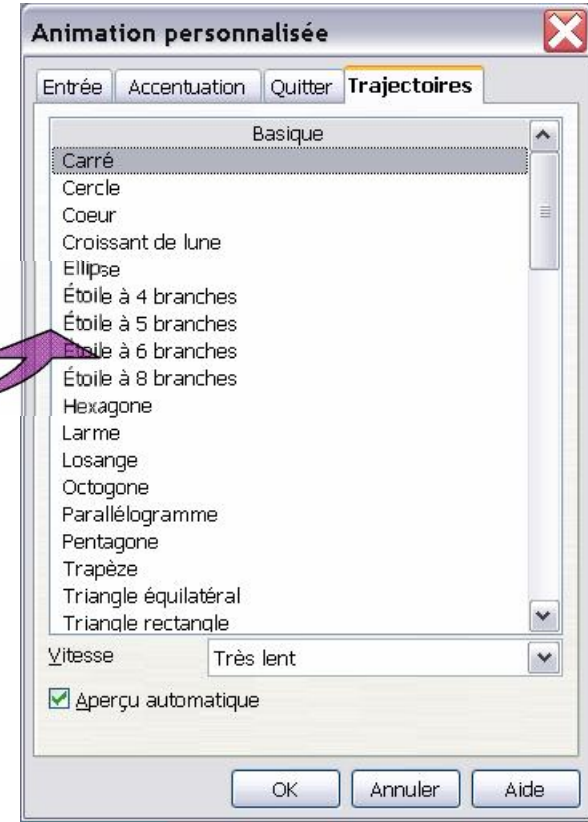 Animation personnalisée
Entrée Accentuation Quitter Trajectoires
Basique
Carré
Cercle
Coeur
Croissant de lune
Ellipse
Étoile à 4 branches
Étoile à 5 branches
Étoile à 6 branches
Étoile à 8 branches
Hexagone
Larme
Losange
Octogone
Parallélogramme
Pentagone
Trapèze
Triangle équilatéral
Triangle rectangle
Vitesse Très lent
Aperçu automatique
OK Annuler Aide